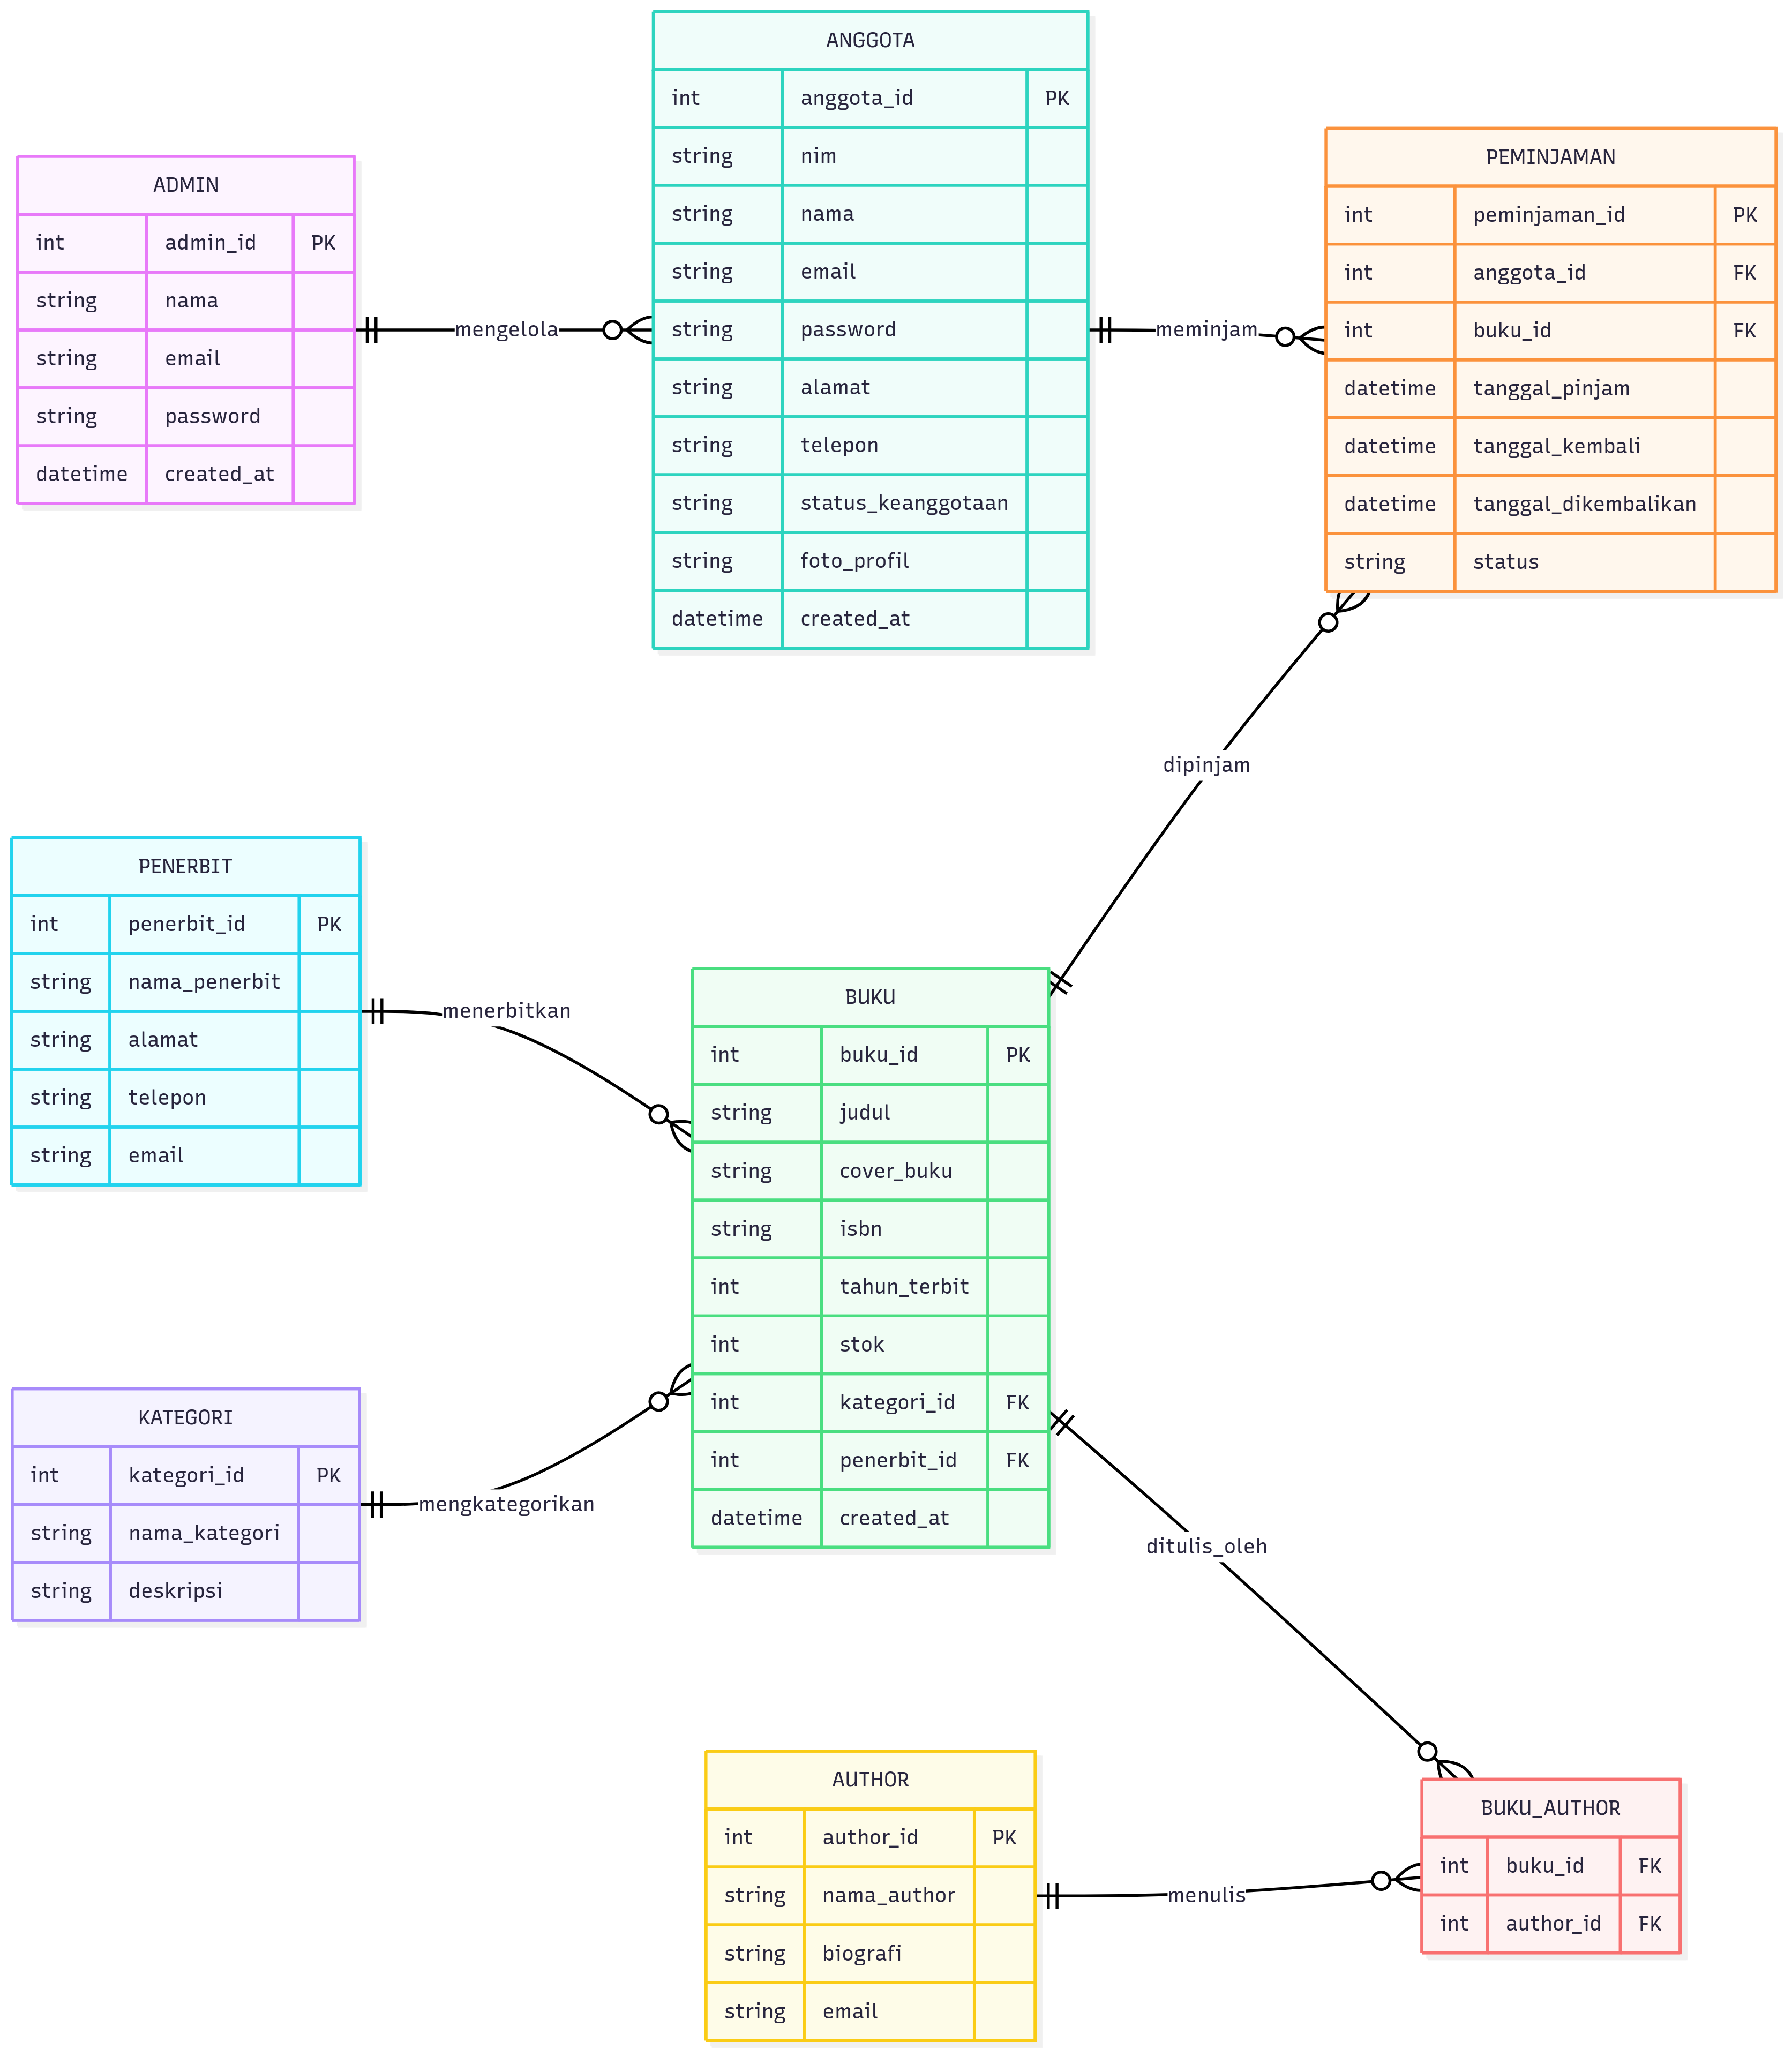 ANGGOTA
int anggota_id PK
string nim
string nama
string email
string password
string alamat
string telepon
string status_keanggotaan
string foto_profil
datetime created_at
ADMIN
int admin_id PK
string nama
string email
string password
datetime created_at
mengelola
meminjam
PEMINJAMAN
int peminjaman_id PK
int anggota_id FK
int buku_id FK
datetime tanggal_pinjam
datetime tanggal_kembali
datetime tanggal_dikembalikan
string status
dipinjam
PENERBIT
int penerbit_id PK
string nama_penerbit
string alamat
string telepon
string email
menerbitkan
BUKU
int buku_id PK
string judul
string cover_buku
string isbn
int tahun_terbit
int stok
int kategori_id FK
int penerbit_id FK
datetime created_at
KATEGORI
int kategori_id PK
string nama_kategori
string deskripsi
mengkategorikan
ditulis_oleh
AUTHOR
int author_id PK
string nama_author
string biografi
string email
menulis
BUKU_AUTHOR
int buku_id FK
int author_id FK